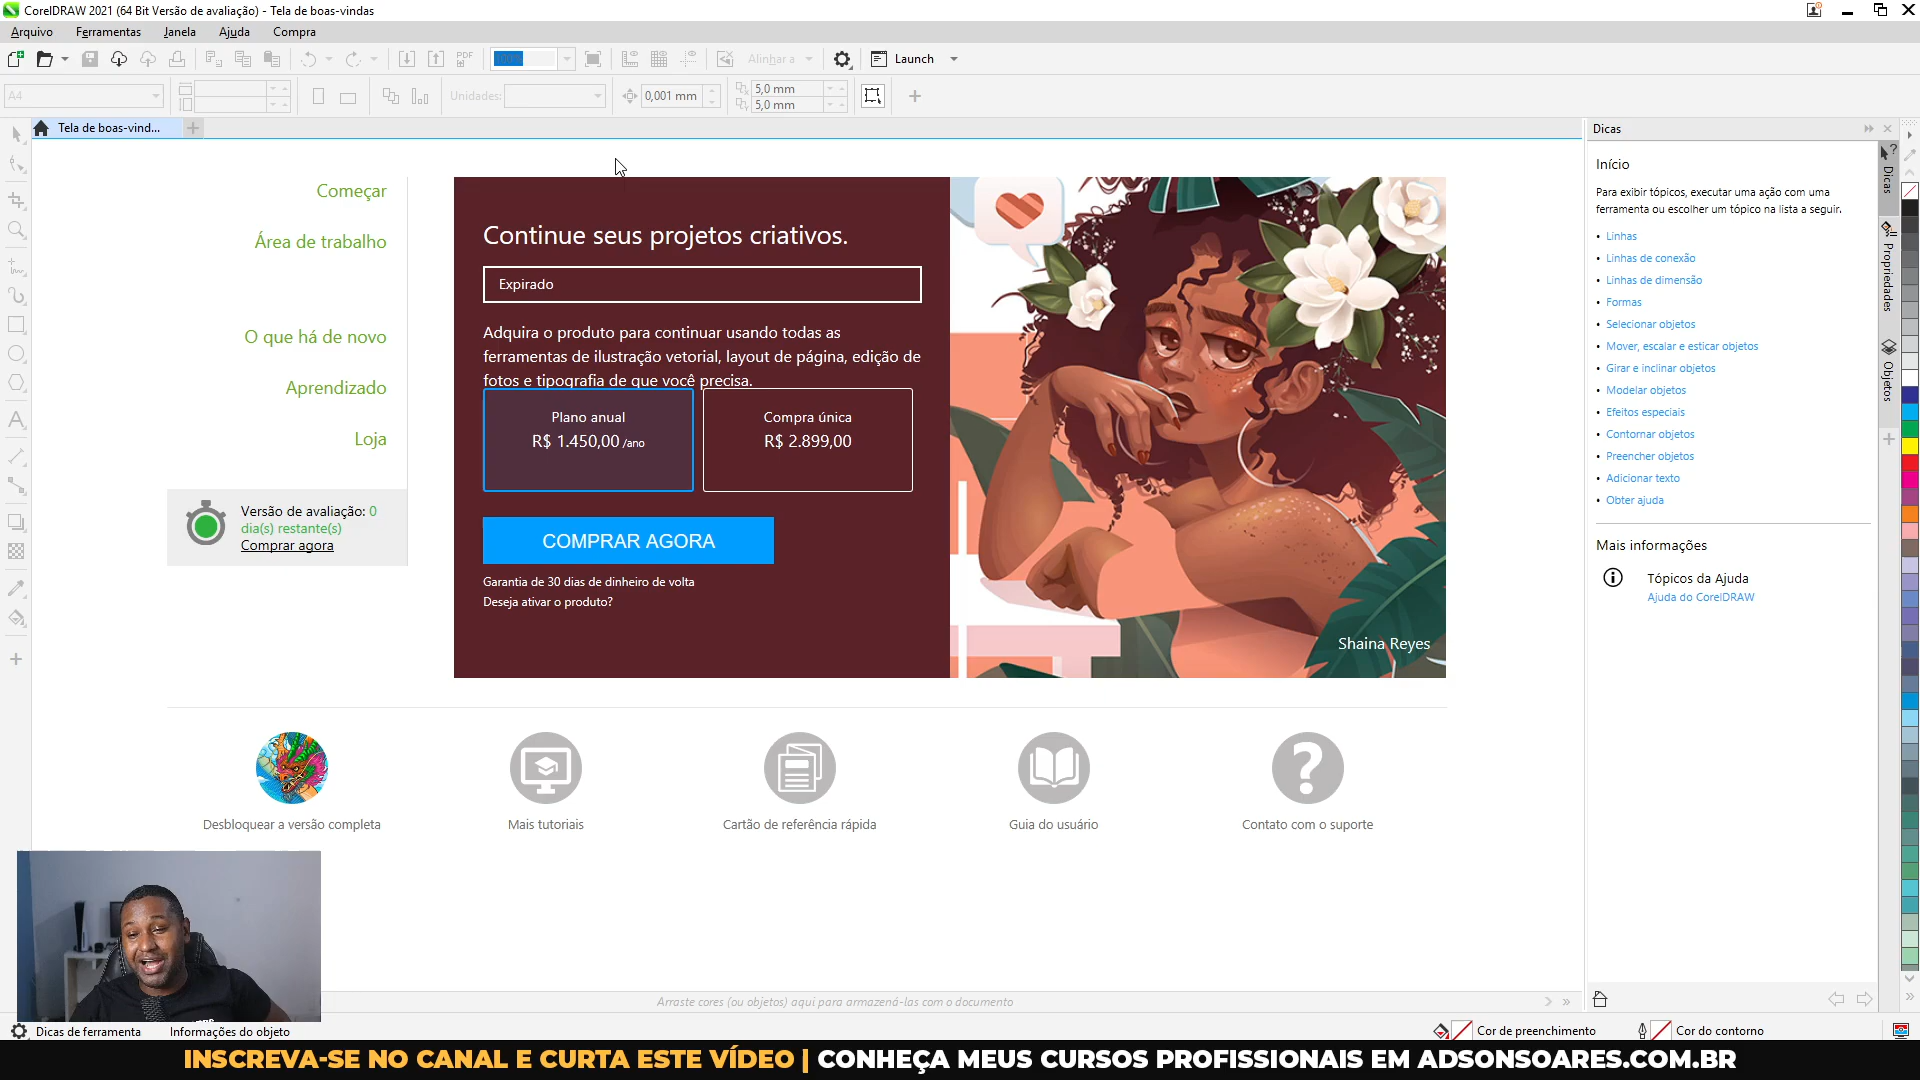 CorelDRAW 2021 (64 Bit Versão de avaliação) - Tela de boas-vindas
Arquivo Ferramentas Janela Ajuda Compra
PDF
100%
Alinhar a
Launch
A4
Unidades:
0,001 mm
5,0 mm
5,0 mm
Tela de boas-vind...
Começar
Área de trabalho
O que há de novo
Aprendizado
Loja
Versão de avaliação: 0
dia(s) restante(s)
Comprar agora
Continue seus projetos criativos.
Expirado
Adquira o produto para continuar usando todas as
ferramentas de ilustração vetorial, layout de página, edição de
fotos e tipografia de que você precisa.
Plano anual
R$ 1.450,00 /ano
Compra única
R$ 2.899,00
COMPRAR AGORA
Garantia de 30 dias de dinheiro de volta
Deseja ativar o produto?
Shaina Reyes
Desbloquear a versão completa
Mais tutoriais
Cartão de referência rápida
Guia do usuário
Contato com o suporte
Dicas
Início
Para exibir tópicos, executar uma ação com uma
ferramenta ou escolher um tópico na lista a seguir.
• Linhas
• Linhas de conexão
• Linhas de dimensão
• Formas
• Selecionar objetos
• Mover, escalar e esticar objetos
• Girar e inclinar objetos
• Modelar objetos
• Efeitos especiais
• Contornar objetos
• Preencher objetos
• Adicionar texto
• Obter ajuda
Mais informações
Tópicos da Ajuda
Ajuda do CorelDRAW
Dicas
Propriedades
Objetos
Arraste cores (ou objetos) aqui para armazená-las com o documento
Dicas de ferramenta
Informações do objeto
Cor de preenchimento
Cor do contorno
INSCREVA-SE NO CANAL E CURTA ESTE VÍDEO | CONHEÇA MEUS CURSOS PROFISSIONAIS EM ADSONSOARES.COM.BR